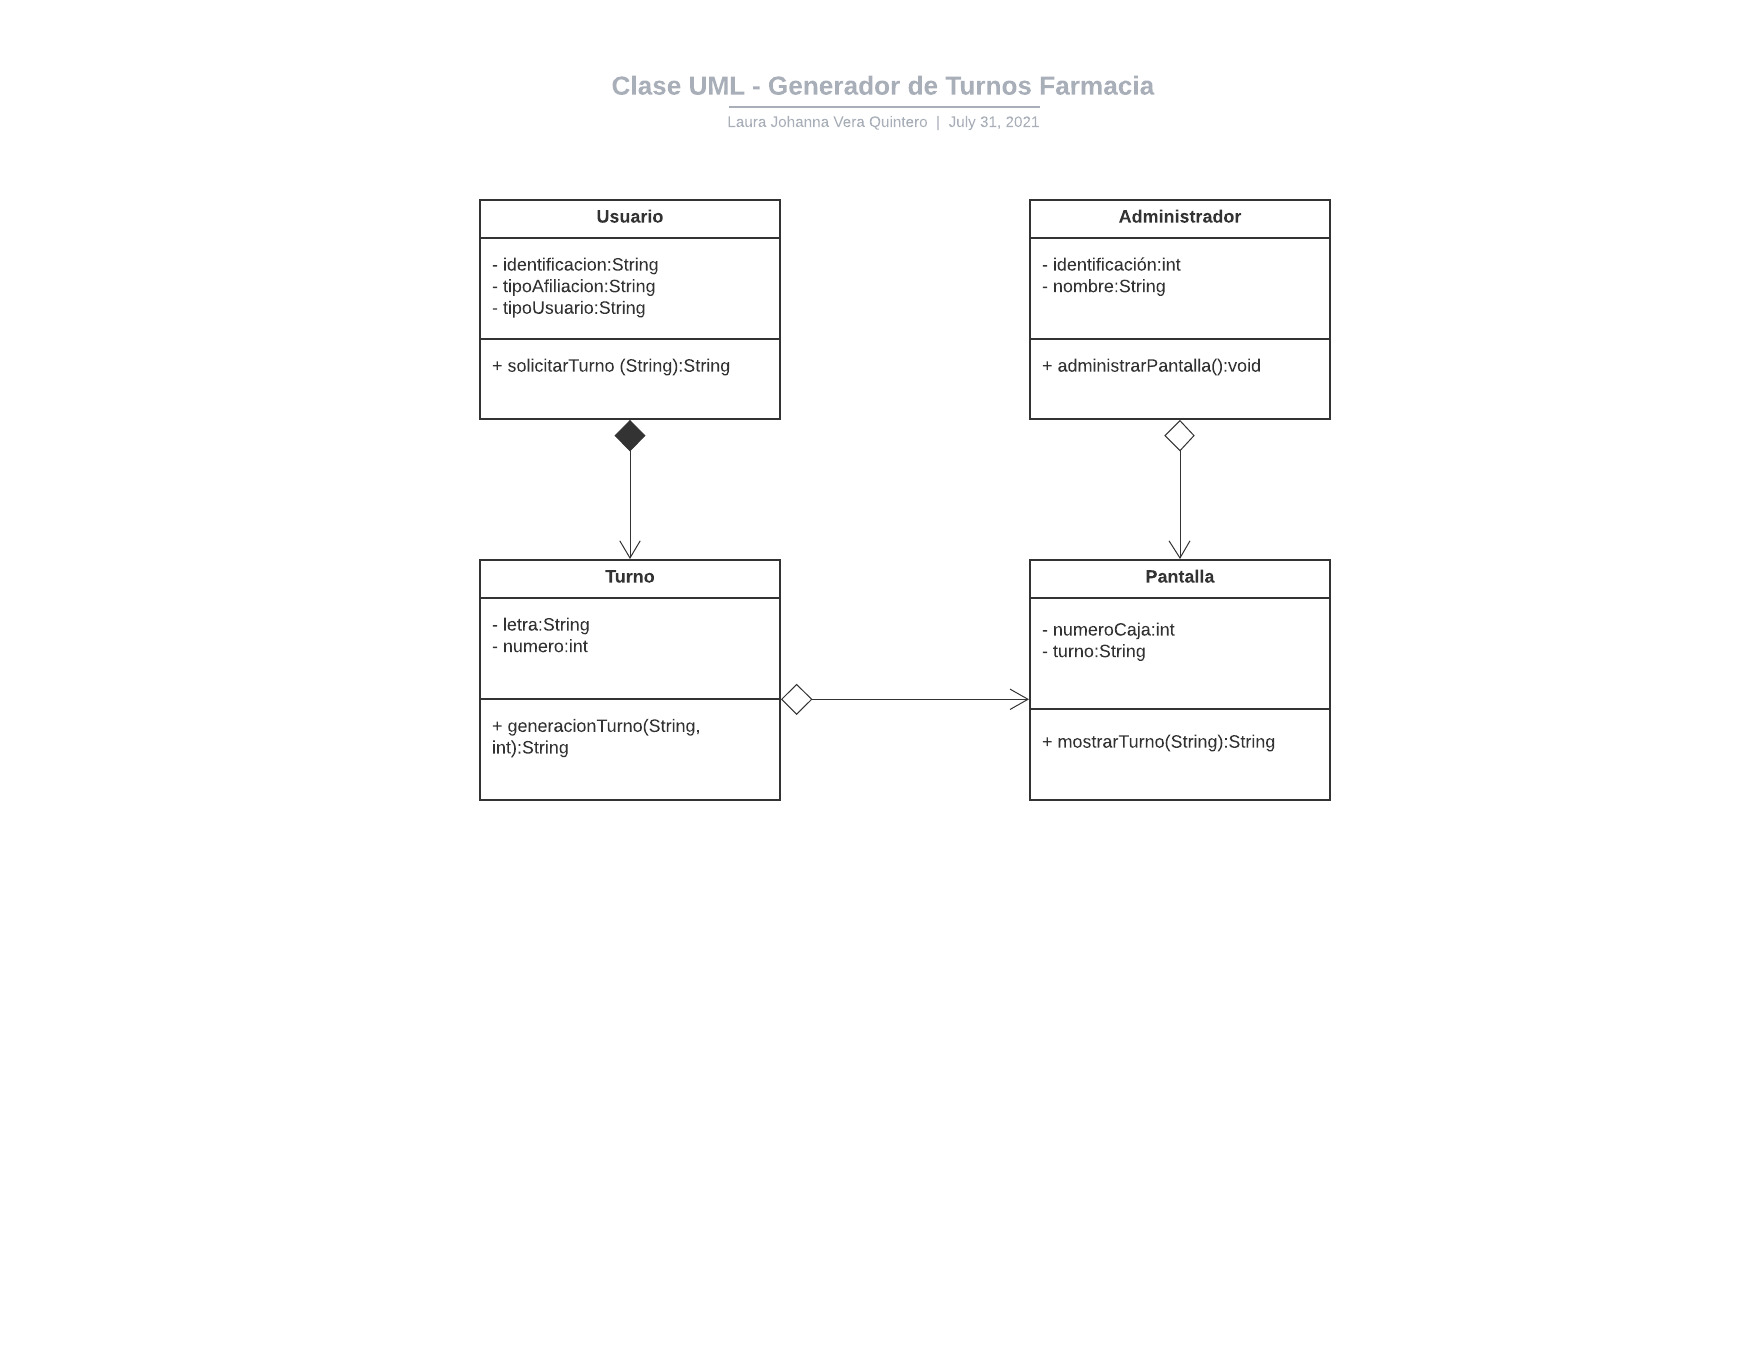 Clase UML - Generador de Turnos Farmacia
Laura Johanna Vera Quintero | July 31, 2021
Usuario
- identificacion:String
- tipoAfiliacion:String
- tipoUsuario:String
+ solicitarTurno (String):String
Administrador
- identificación:int
- nombre:String
+ administrarPantalla():void
Turno
- letra:String
- numero:int
+ generacionTurno(String,
int):String
Pantalla
- numeroCaja:int
- turno:String
+ mostrarTurno(String):String